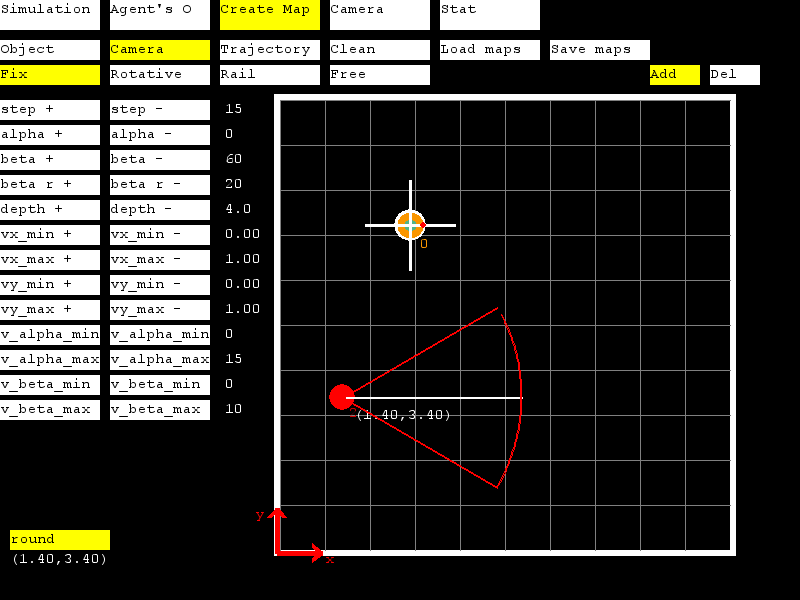 Simulation Agent's O Create Map Camera Stat
Object Camera Trajectory Clean Load maps Save maps
Fix Rotative Rail Free Add Del
step + step - 15
alpha + alpha - 0
beta + beta - 60
beta r + beta r - 20
depth + depth - 4.0
vx_min + vx_min - 0.00
vx_max + vx_max - 1.00
vy_min + vy_min - 0.00
vy_max + vy_max - 1.00
v_alpha_min v_alpha_min 0
v_alpha_max v_alpha_max 15
v_beta_min v_beta_min 0
v_beta_max v_beta_max 10
0
(1.40,3.40)
y
x
round
(1.40,3.40)